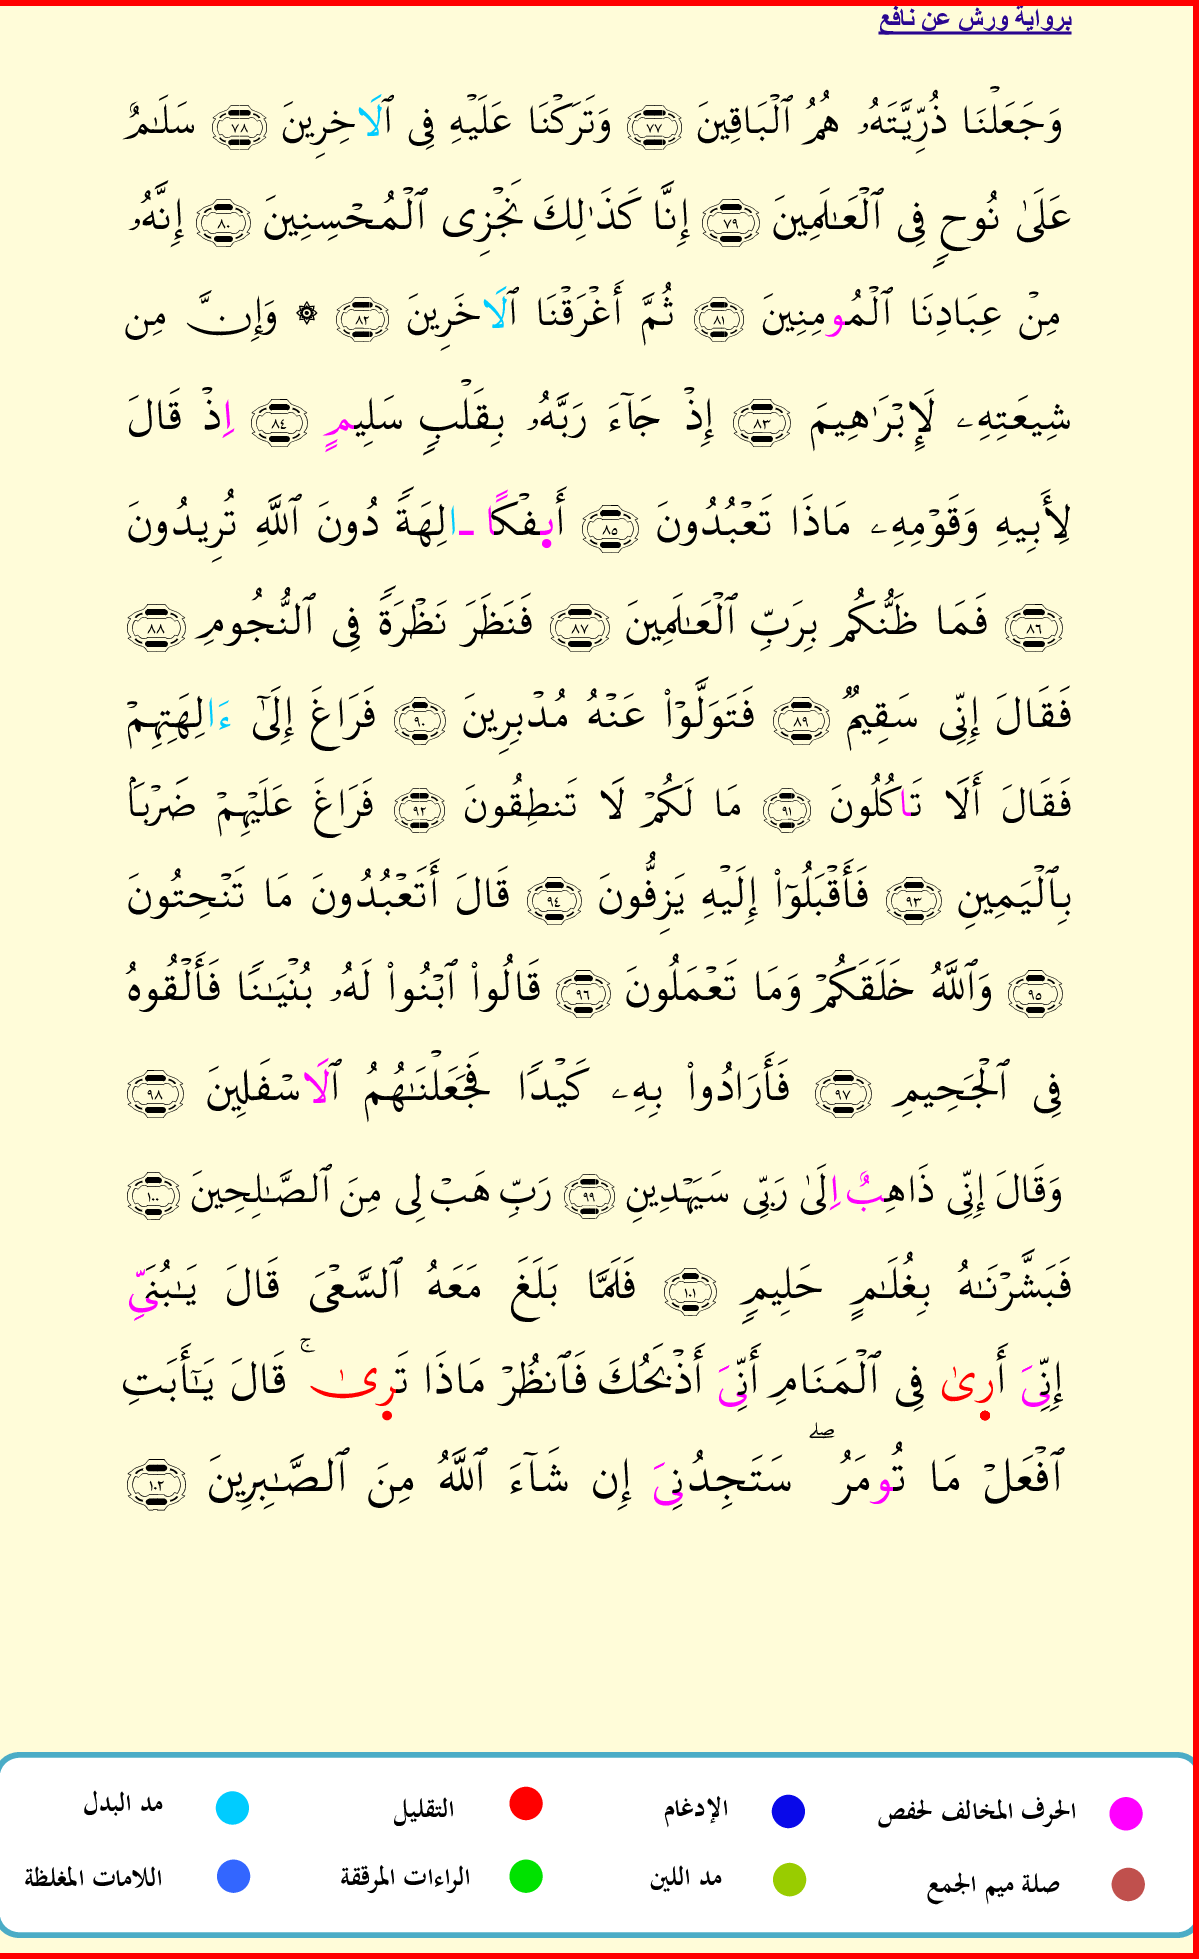 برواية ورش عن نافع
وَجَعَلْنَا ذُرِّيَّتَهُۥ هُمُ ٱلْبَاقِينَ ٧٧ وَتَرَكْنَا عَلَيْهِ فِى ٱلَاخِرِينَ ٧٨ سَلَٰمٌ
عَلَىٰ نُوحٍ فِى ٱلْعَٰلَمِينَ ٧٩ إِنَّا كَذَٰلِكَ نَجْزِى ٱلْمُحْسِنِينَ ٨٠ إِنَّهُۥ
مِنْ عِبَادِنَا ٱلْمُومِنِينَ ٨١ ثُمَّ أَغْرَقْنَا ٱلَاخَرِينَ ٨٢ ۞ وَإِنَّ مِن
شِيعَتِهِۦ لَإِبْرَٰهِيمَ ٨٣ إِذْ جَآءَ رَبَّهُۥ بِقَلْبٍ سَلِيمٍ ٨٤ اِذْ قَالَ
لِأَبِيهِ وَقَوْمِهِۦ مَاذَا تَعْبُدُونَ ٨٥ أَىِٕفْكًا ـالِهَةً دُونَ ٱللَّهِ تُرِيدُونَ
٨٦ فَمَا ظَنُّكُم بِرَبِّ ٱلْعَٰلَمِينَ ٨٧ فَنَظَرَ نَظْرَةً فِى ٱلنُّجُومِ ٨٨
فَقَالَ إِنِّى سَقِيمٌ ٨٩ فَتَوَلَّوْا۟ عَنْهُ مُدْبِرِينَ ٩٠ فَرَاغَ إِلَىٰٓ ءَالِهَتِهِمْ
فَقَالَ أَلَا تَاكُلُونَ ٩١ مَا لَكُمْ لَا تَنطِقُونَ ٩٢ فَرَاغَ عَلَيْهِمْ ضَرْبًۢا
بِٱلْيَمِينِ ٩٣ فَأَقْبَلُوٓا۟ إِلَيْهِ يَزِفُّونَ ٩٤ قَالَ أَتَعْبُدُونَ مَا تَنْحِتُونَ
٩٥ وَٱللَّهُ خَلَقَكُمْ وَمَا تَعْمَلُونَ ٩٦ قَالُوا۟ ٱبْنُوا۟ لَهُۥ بُنْيَٰنًا فَأَلْقُوهُ
فِى ٱلْجَحِيمِ ٩٧ فَأَرَادُوا۟ بِهِۦ كَيْدًا فَجَعَلْنَٰهُمُ ٱلَاسْفَلِينَ ٩٨
وَقَالَ إِنِّى ذَاهِبٌ اِلَىٰ رَبِّى سَيَهْدِينِ ٩٩ رَبِّ هَبْ لِى مِنَ ٱلصَّٰلِحِينَ ١٠٠
فَبَشَّرْنَٰهُ بِغُلَٰمٍ حَلِيمٍ ١٠١ فَلَمَّا بَلَغَ مَعَهُ ٱلسَّعْىَ قَالَ يَٰبُنَىِّ
إِنِّىَ أَرِىٰ فِى ٱلْمَنَامِ أَنِّىَ أَذْبَحُكَ فَٱنظُرْ مَاذَا تَرِىٰ ۚ قَالَ يَٰٓأَبَتِ
ٱفْعَلْ مَا تُومَرُ ۖ سَتَجِدُنِىَ إِن شَآءَ ٱللَّهُ مِنَ ٱلصَّٰبِرِينَ ١٠٢
الحرف المخالف لحفص الإدغام التقليل مد البدل
صلة ميم الجمع مد اللين الراءات المرققة اللامات المغلظة